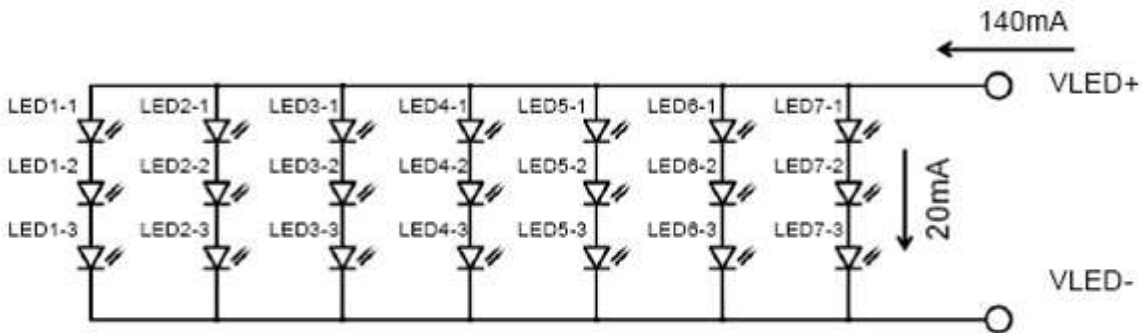 140mA
VLED+
LED1-1 LED2-1 LED3-1 LED4-1 LED5-1 LED6-1 LED7-1
LED1-2 LED2-2 LED3-2 LED4-2 LED5-2 LED6-2 LED7-2
LED1-3 LED2-3 LED3-3 LED4-3 LED5-3 LED6-3 LED7-3
20mA
VLED-